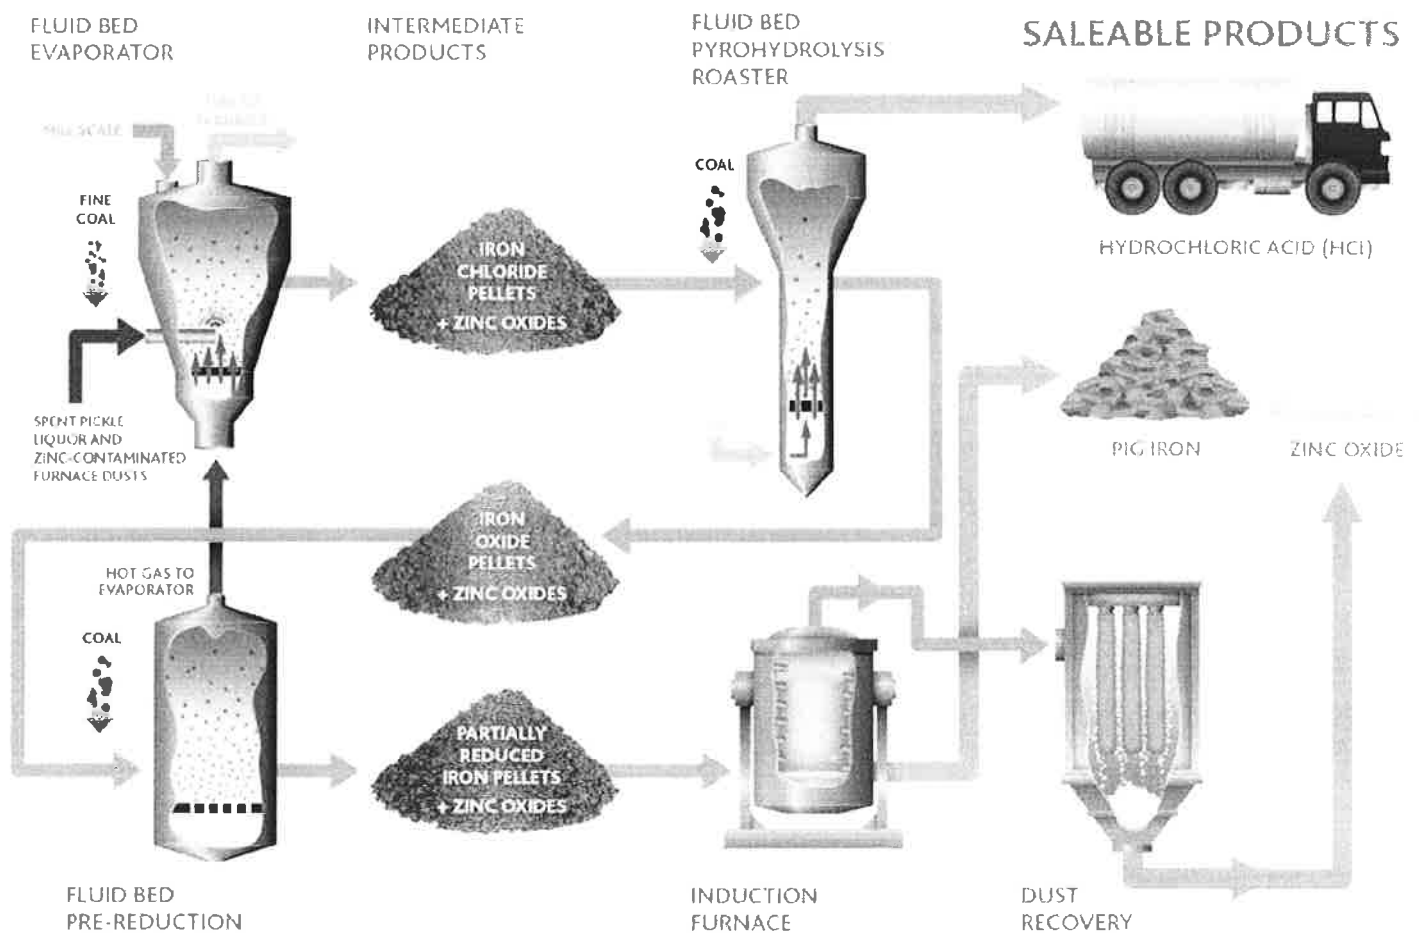 FLUID BED
EVAPORATOR
INTERMEDIATE
PRODUCTS
FLUID BED
PYROHYDROLYSIS
ROASTER
SALEABLE PRODUCTS
MILL SCALE
FINE
COAL
COAL
IRON
CHLORIDE
PELLETS
+ ZINC OXIDES
HYDROCHLORIC ACID (HCl)
SPENT PICKLE
LIQUOR AND
ZINC-CONTAMINATED
FURNACE DUSTS
PIG IRON
ZINC OXIDE
IRON
OXIDE
PELLETS
+ ZINC OXIDES
HOT GAS TO
EVAPORATOR
COAL
PARTIALLY
REDUCED
IRON PELLETS
+ ZINC OXIDES
FLUID BED
PRE-REDUCTION
INDUCTION
FURNACE
DUST
RECOVERY